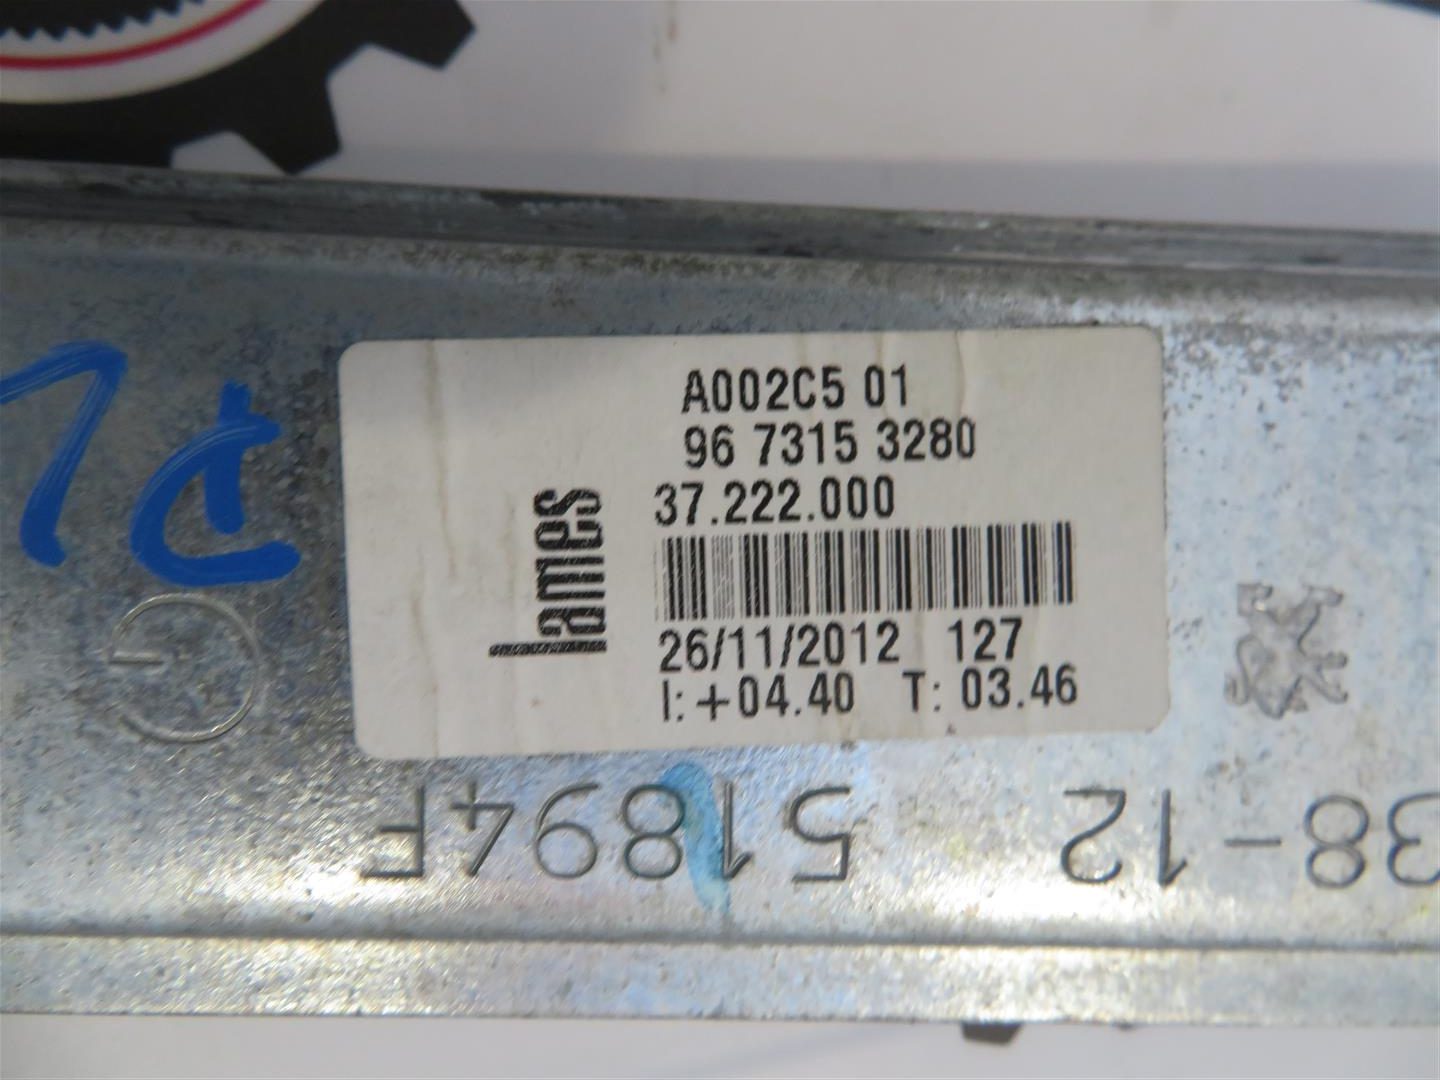 A002C5 01
96 7315 3280
37.222.000
lames
26/11/2012 127
I: +04.40 T: 03.46
G
51894F
38-12